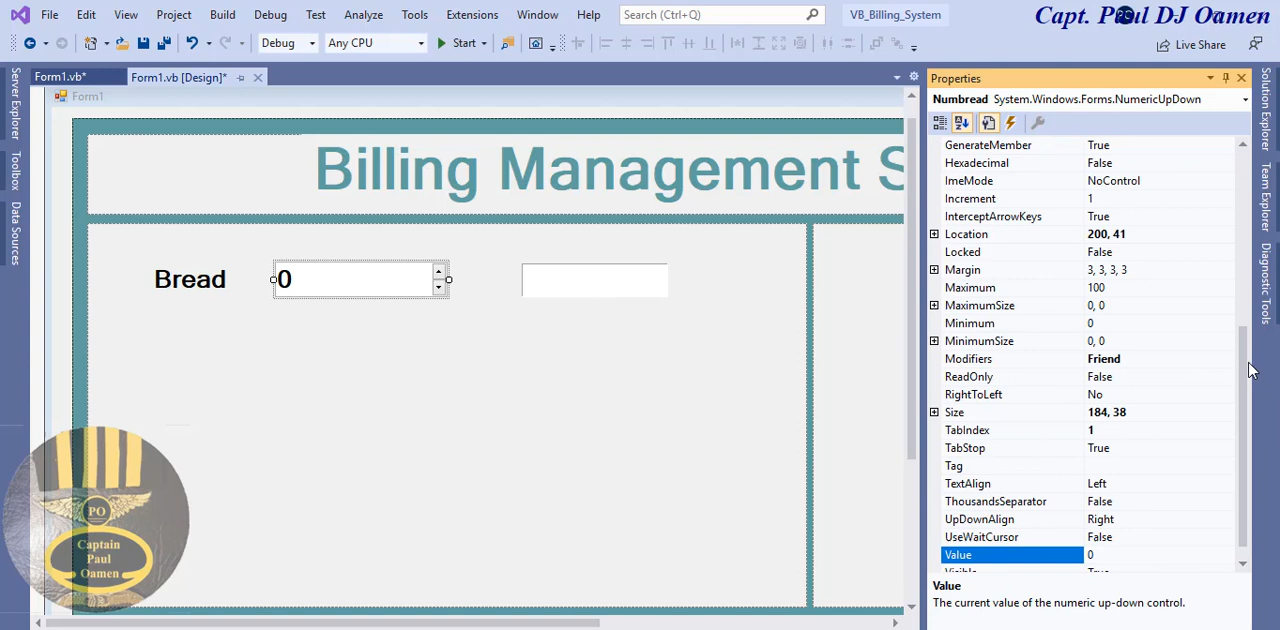 File Edit View Project Build Debug Test Analyze Tools Extensions Window Help Search (Ctrl+Q) VB_Billing_System
Capt. Paul DJ Oamen
Debug Any CPU Start Live Share
Form1.vb* Form1.vb [Design]*
Server Explorer
Toolbox
Data Sources
Form1
Billing Management S
Bread 0
PO
Captain
Paul
Oamen
Properties
Numbread System.Windows.Forms.NumericUpDown
GenerateMember True
Hexadecimal False
ImeMode NoControl
Increment 1
InterceptArrowKeys True
Location 200, 41
Locked False
Margin 3, 3, 3, 3
Maximum 100
MaximumSize 0, 0
Minimum 0
MinimumSize 0, 0
Modifiers Friend
ReadOnly False
RightToLeft No
Size 184, 38
TabIndex 1
TabStop True
Tag
TextAlign Left
ThousandsSeparator False
UpDownAlign Right
UseWaitCursor False
Value 0
Visible True
Value
The current value of the numeric up-down control.
Solution Explorer
Team Explorer
Diagnostic Tools